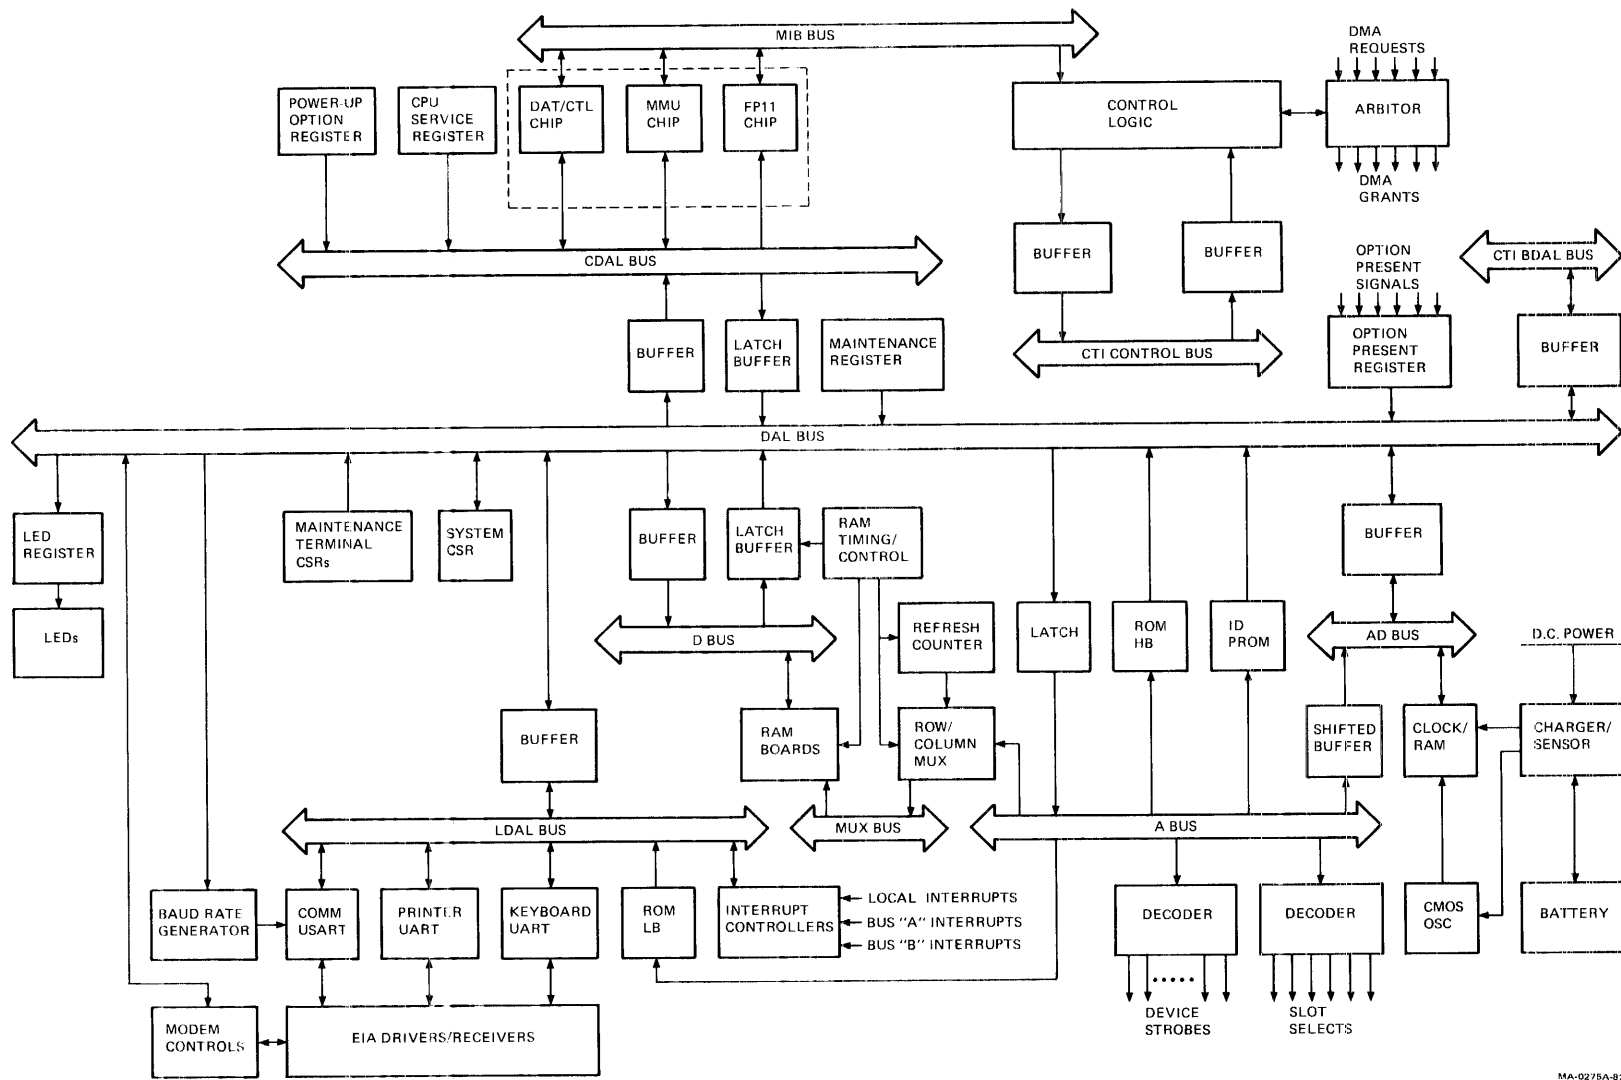 MIB BUS
DMA
REQUESTS
POWER-UP
OPTION
REGISTER
CPU
SERVICE
REGISTER
DAT/CTL
CHIP
MMU
CHIP
FP11
CHIP
CONTROL
LOGIC
ARBITOR
DMA
GRANTS
BUFFER
BUFFER
CDAL BUS
OPTION
PRESENT
SIGNALS
CTI BDAL BUS
BUFFER
LATCH
BUFFER
MAINTENANCE
REGISTER
CTI CONTROL BUS
OPTION
PRESENT
REGISTER
BUFFER
DAL BUS
LED
REGISTER
MAINTENANCE
TERMINAL
CSRs
SYSTEM
CSR
BUFFER
LATCH
BUFFER
RAM
TIMING/
CONTROL
BUFFER
LEDs
D BUS
REFRESH
COUNTER
LATCH
ROM
HB
ID
PROM
AD BUS
D.C. POWER
BUFFER
RAM
BOARDS
ROW/
COLUMN
MUX
SHIFTED
BUFFER
CLOCK/
RAM
CHARGER/
SENSOR
LDAL BUS
MUX BUS
A BUS
BAUD RATE
GENERATOR
COMM
USART
PRINTER
UART
KEYBOARD
UART
ROM
LB
INTERRUPT
CONTROLLERS
LOCAL INTERRUPTS
BUS "A" INTERRUPTS
BUS "B" INTERRUPTS
DECODER
DECODER
CMOS
OSC
BATTERY
DEVICE
STROBES
SLOT
SELECTS
MODEM
CONTROLS
EIA DRIVERS/RECEIVERS